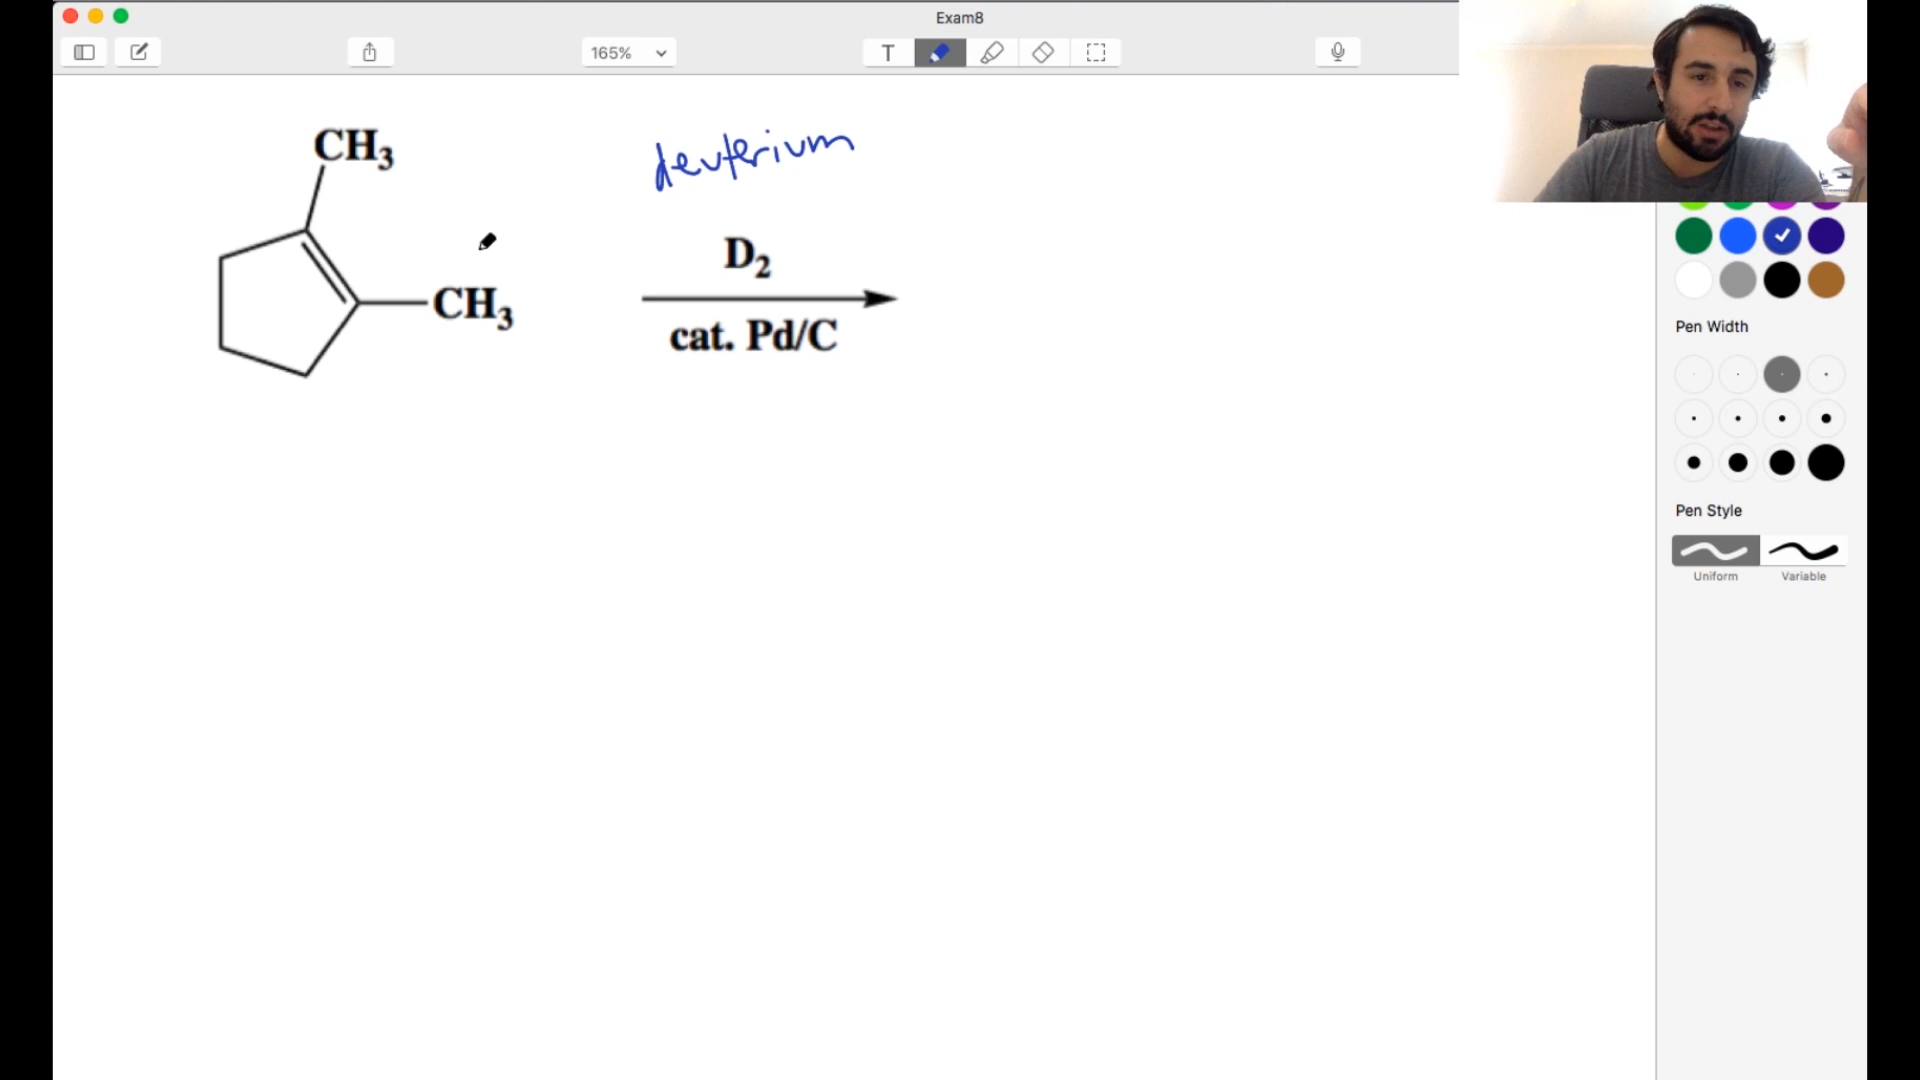 Exam8
165%
T
CH3
deuterium
D2
CH3
cat. Pd/C
Pen Width
Pen Style
Uniform
Variable